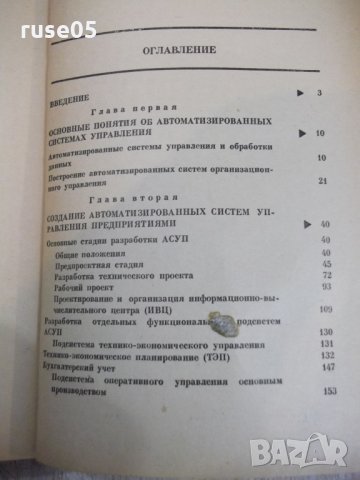 ruse05
ОГЛАВЛЕНИЕ
ВВЕДЕНИЕ ▶ 3
Глава первая
ОСНОВНЫЕ ПОНЯТИЯ ОБ АВТОМАТИЗИРОВАННЫХ
СИСТЕМАХ УПРАВЛЕНИЯ ▶ 10
Автоматизированные системы управления и обработки
данных 10
Построение автоматизированных систем организацион-
ного управления 21
Глава вторая
СОЗДАНИЕ АВТОМАТИЗИРОВАННЫХ СИСТЕМ УП-
РАВЛЕНИЯ ПРЕДПРИЯТИЯМИ ▶ 40
Основные стадии разработки АСУП 40
Общие положения 40
Предпроектная стадия 45
Разработка технического проекта 72
Рабочий проект 93
Проектирование и организация информационно-вы-
числительного центра (ИВЦ) 109
Разработка отдельных функциональных подсистем
АСУП 130
Подсистема технико-экономического управления 131
Технико-экономическое планирование (ТЭП) 132
Бухгалтерский учет 147
Подсистема оперативного управления основным
производством 153
BAZAR.bg